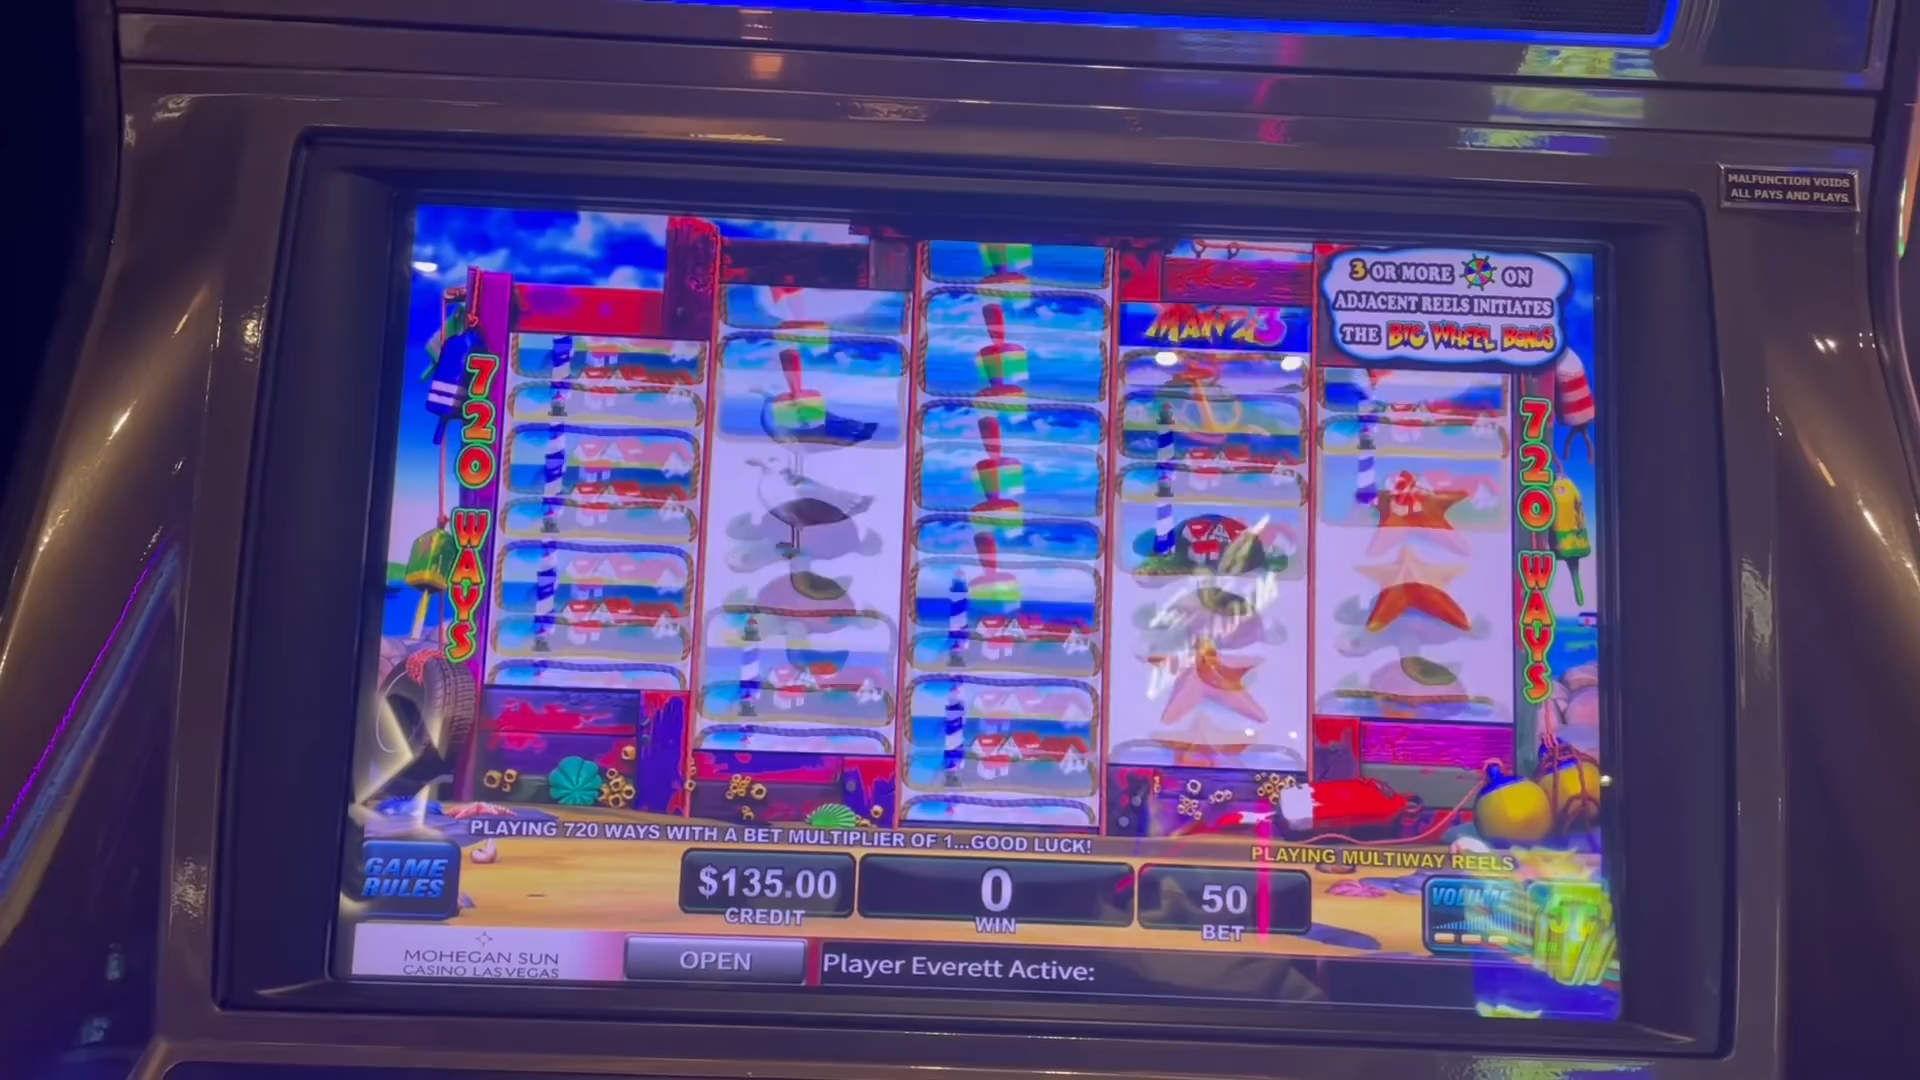 MALFUNCTION VOIDS
ALL PAYS AND PLAYS
3 OR MORE ON
ADJACENT REELS INITIATES
THE BIG WHEEL BONUS
720 WAYS
720 WAYS
PLAYING 720 WAYS WITH A BET MULTIPLIER OF 1...GOOD LUCK!
PLAYING MULTIWAY REELS
GAME
RULES
$135.00
CREDIT
0
WIN
50
BET
VOLUME
MOHEGAN SUN
CASINO LAS VEGAS
OPEN
Player Everett Active: